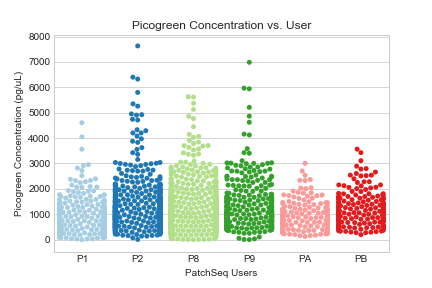 Picogreen Concentration vs. User
8000
7000
6000
5000
4000
3000
2000
1000
0
Picogreen Concentration (pg/uL)
P1 P2 P8 P9 PA PB
PatchSeq Users